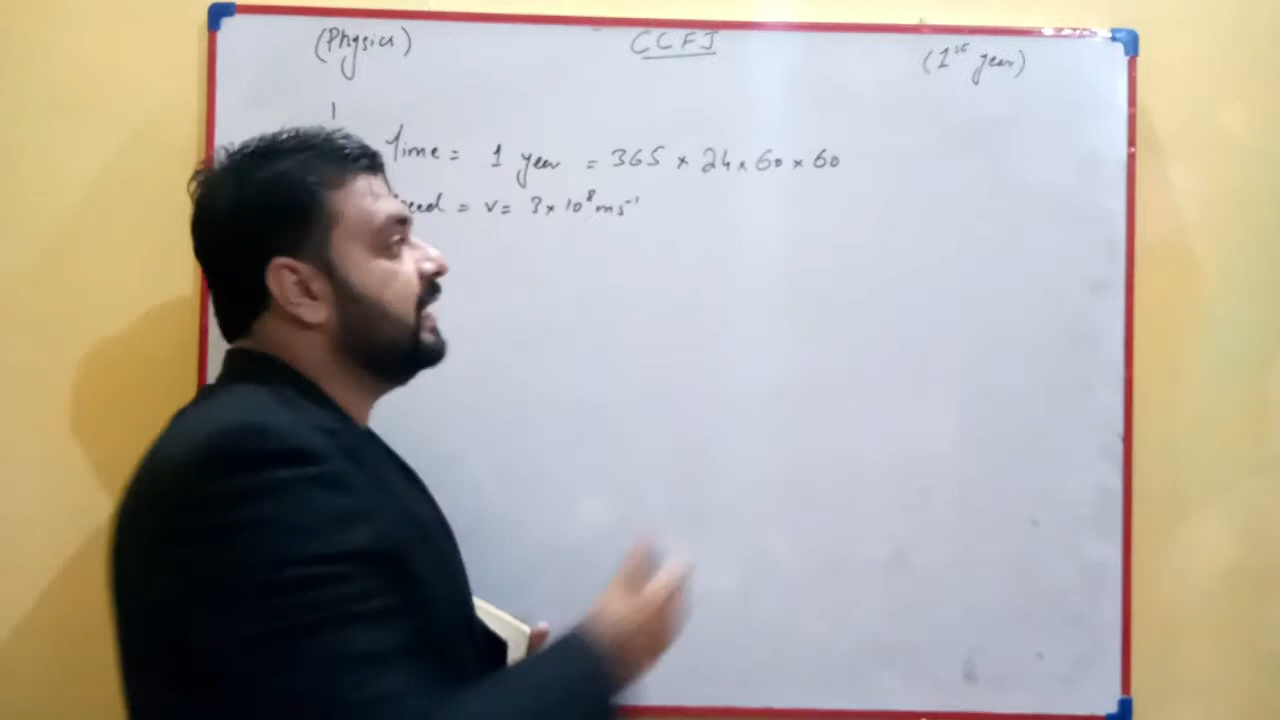 (Physics) CCFJ (1st year)
1
Time = 1 year = 365 × 24 × 60 × 60
= v = 3 × 10⁸ ms⁻¹